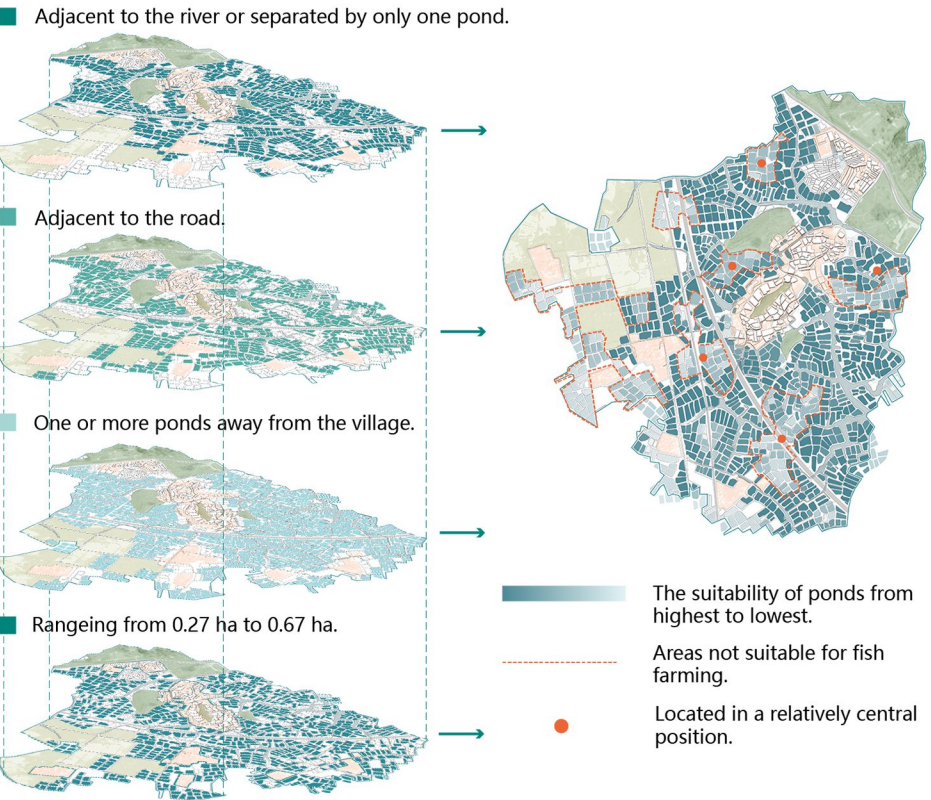 Adjacent to the river or separated by only one pond.
Adjacent to the road.
One or more ponds away from the village.
Rangeing from 0.27 ha to 0.67 ha.
The suitability of ponds from
highest to lowest.
Areas not suitable for fish
farming.
Located in a relatively central
position.